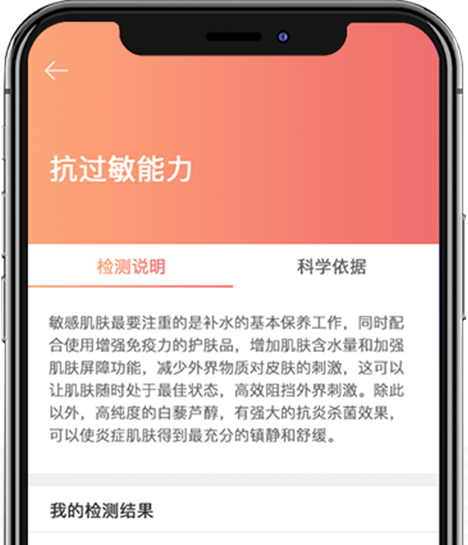 抗过敏能力
检测说明
科学依据
敏感肌肤最要注重的是补水的基本保养工作，同时配
合使用增强免疫力的护肤品，增加肌肤含水量和加强
肌肤屏障功能，减少外界物质对皮肤的刺激，这可以
让肌肤随时处于最佳状态，高效阻挡外界刺激。除此
以外，高纯度的白藜芦醇，有强大的抗炎杀菌效果，
可以使炎症肌肤得到最充分的镇静和舒缓。
我的检测结果